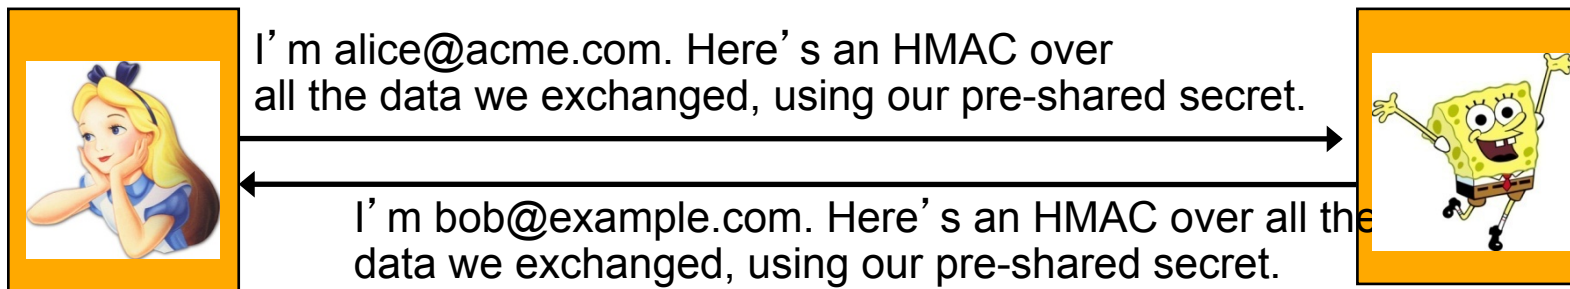 I’m alice@acme.com. Here’s an HMAC over
all the data we exchanged, using our pre-shared secret.
I’m bob@example.com. Here’s an HMAC over all the
data we exchanged, using our pre-shared secret.